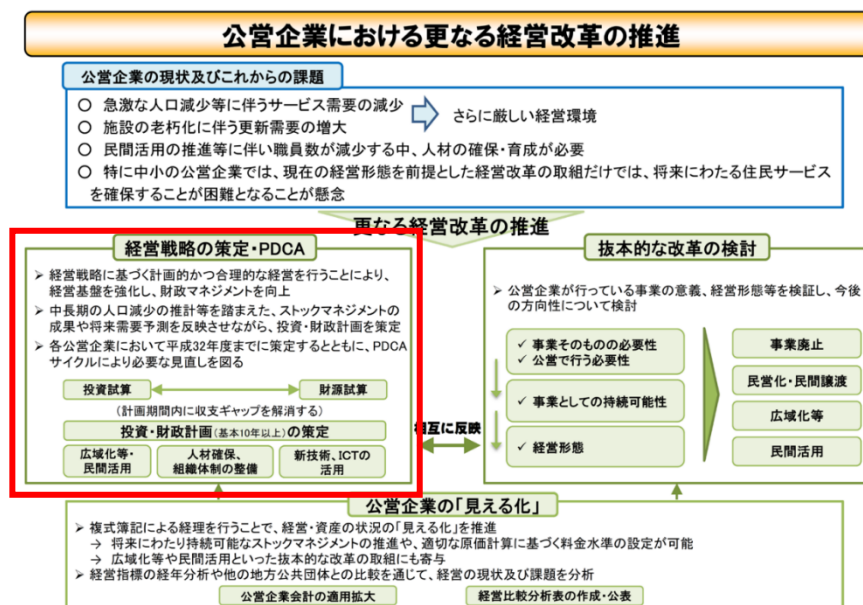 公営企業における更なる経営改革の推進
公営企業の現状及びこれからの課題
○ 急激な人口減少等に伴うサービス需要の減少
○ 施設の老朽化に伴う更新需要の増大
さらに厳しい経営環境
○ 民間活用の推進等に伴い職員数が減少する中、人材の確保・育成が必要
○ 特に中小の公営企業では、現在の経営形態を前提とした経営改革の取組だけでは、将来にわたる住民サービス
を確保することが困難となることが懸念
更なる経営改革の推進
経営戦略の策定・PDCA
➢ 経営戦略に基づく計画的かつ合理的な経営を行うことにより、
経営基盤を強化し、財政マネジメントを向上
➢ 中長期の人口減少の推計等を踏まえた、ストックマネジメントの
成果や将来需要予測を反映させながら、投資・財政計画を策定
➢ 各公営企業において平成32年度までに策定するとともに、PDCA
サイクルにより必要な見直しを図る
投資試算
財源試算
(計画期間内に収支ギャップを解消する)
投資・財政計画(基本10年以上)の策定
広域化等・
民間活用
人材確保、
組織体制の整備
新技術、ICTの
活用
相互に反映
抜本的な改革の検討
➢ 公営企業が行っている事業の意義、経営形態等を検証し、今後
の方向性について検討
✓ 事業そのものの必要性
✓ 公営で行う必要性
✓ 事業としての持続可能性
✓ 経営形態
事業廃止
民営化・民間譲渡
広域化等
民間活用
公営企業の「見える化」
➢ 複式簿記による経理を行うことで、経営・資産の状況の「見える化」を推進
→ 将来にわたり持続可能なストックマネジメントの推進や、適切な原価計算に基づく料金水準の設定が可能
→ 広域化等や民間活用といった抜本的な改革の取組にも寄与
➢ 経営指標の経年分析や他の地方公共団体との比較を通じて、経営の現状及び課題を分析
公営企業会計の適用拡大
経営比較分析表の作成・公表